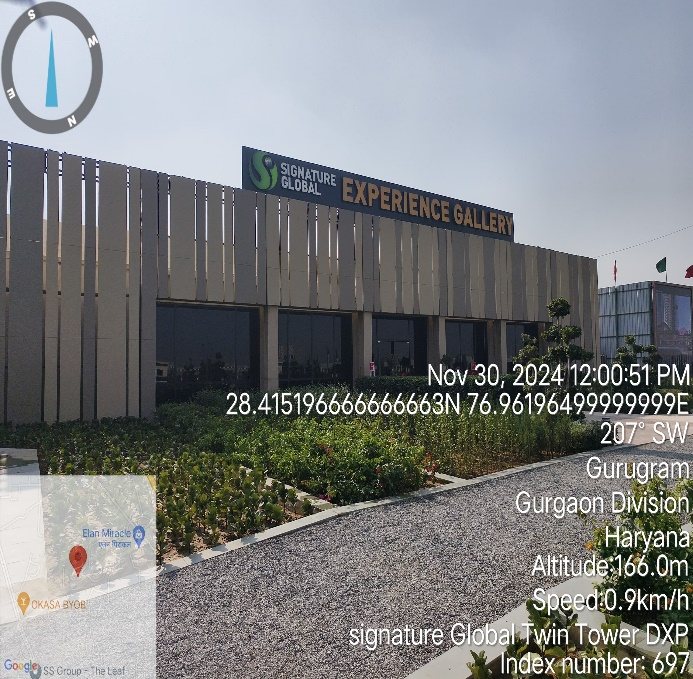 S
W
E
N
SIGNATURE
GLOBAL
EXPERIENCE GALLERY
Nov 30, 2024 12:00:51 PM
28.415196666666663N 76.96196499999999E
207° SW
Gurugram
Gurgaon Division
Haryana
Altitude:166.0m
Speed:0.9km/h
signature Global Twin Tower DXP
Index number: 697
Elan Miracle
एलान मिराकल
OKASA BYOB
Google
SS Group - The Leaf